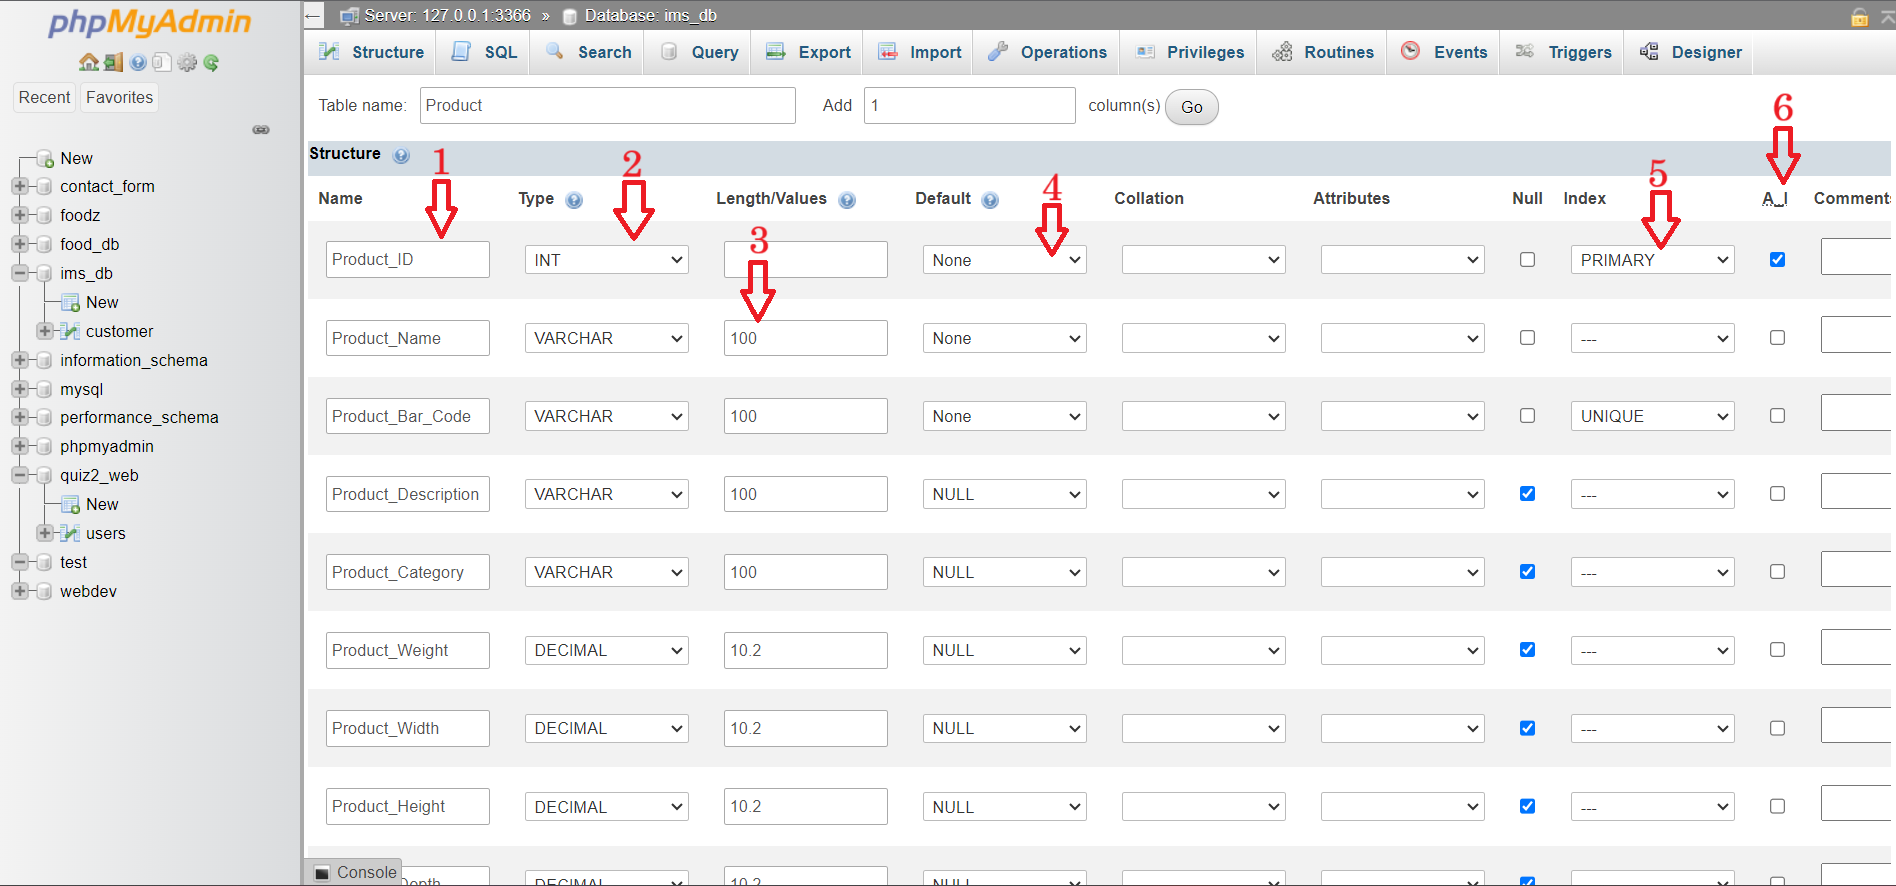 phpMyAdmin
Recent Favorites
New
contact_form
foodz
food_db
ims_db
New
customer
information_schema
mysql
performance_schema
phpmyadmin
quiz2_web
New
users
test
webdev
Server: 127.0.0.1:3366 » Database: ims_db
Structure SQL Search Query Export Import Operations Privileges Routines Events Triggers Designer
Table name: Product Add 1 column(s) Go
Structure
1 2 3 4 5 6
Name Type Length/Values Default Collation Attributes Null Index A_I Comments
Product_ID INT None PRIMARY
Product_Name VARCHAR 100 None ---
Product_Bar_Code VARCHAR 100 None UNIQUE
Product_Description VARCHAR 100 NULL ---
Product_Category VARCHAR 100 NULL ---
Product_Weight DECIMAL 10.2 NULL ---
Product_Width DECIMAL 10.2 NULL ---
Product_Height DECIMAL 10.2 NULL ---
Depth DECIMAL 10.2 NULL
Console